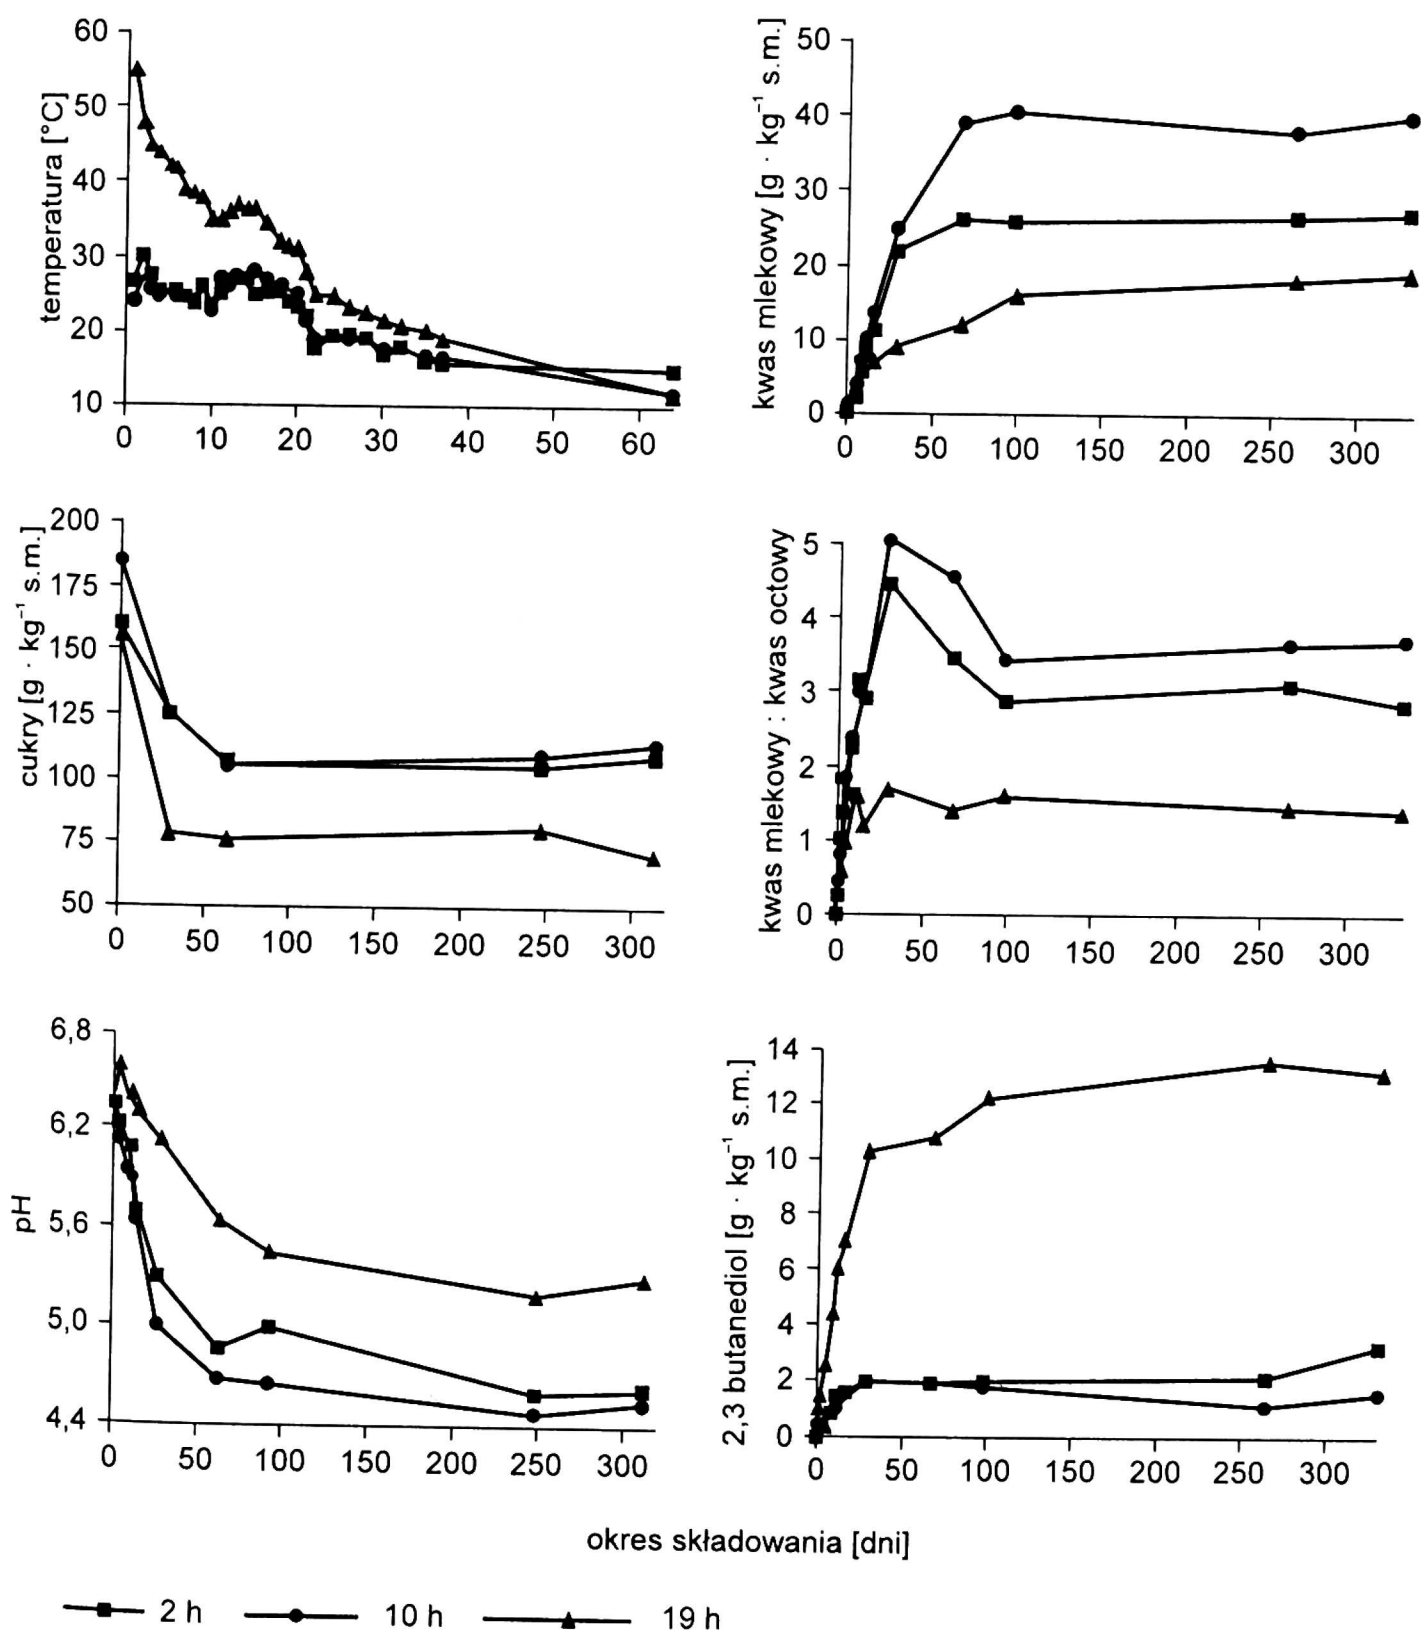 temperatura [°C]
60
50
40
30
20
10
0 10 20 30 40 50 60
kwas mlekowy [g · kg⁻¹ s.m.]
50
40
30
20
10
0
0 50 100 150 200 250 300
cukry [g · kg⁻¹ s.m.]
200
175
150
125
100
75
50
0 50 100 150 200 250 300
kwas mlekowy : kwas octowy
5
4
3
2
1
0
0 50 100 150 200 250 300
pH
6,8
6,2
5,6
5,0
4,4
0 50 100 150 200 250 300
2,3 butanediol [g · kg⁻¹ s.m.]
14
12
10
8
6
4
2
0
0 50 100 150 200 250 300
okres składowania [dni]
2 h 10 h 19 h